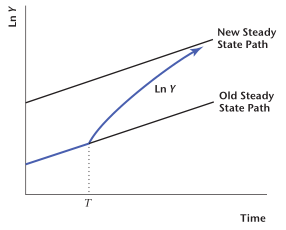 Ln Y
New Steady
State Path
Ln Y
Old Steady
State Path
T
Time